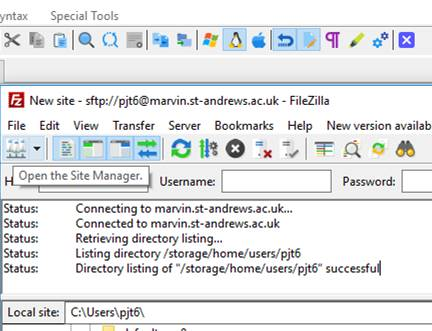 yntax Special Tools
New site - sftp://pjt6@marvin.st-andrews.ac.uk - FileZilla
File Edit View Transfer Server Bookmarks Help New version availab
Open the Site Manager.
H Username: Password:
Status: Connecting to marvin.st-andrews.ac.uk...
Status: Connected to marvin.st-andrews.ac.uk
Status: Retrieving directory listing...
Status: Listing directory /storage/home/users/pjt6
Status: Directory listing of "/storage/home/users/pjt6" successful
Local site: C:\Users\pjt6\